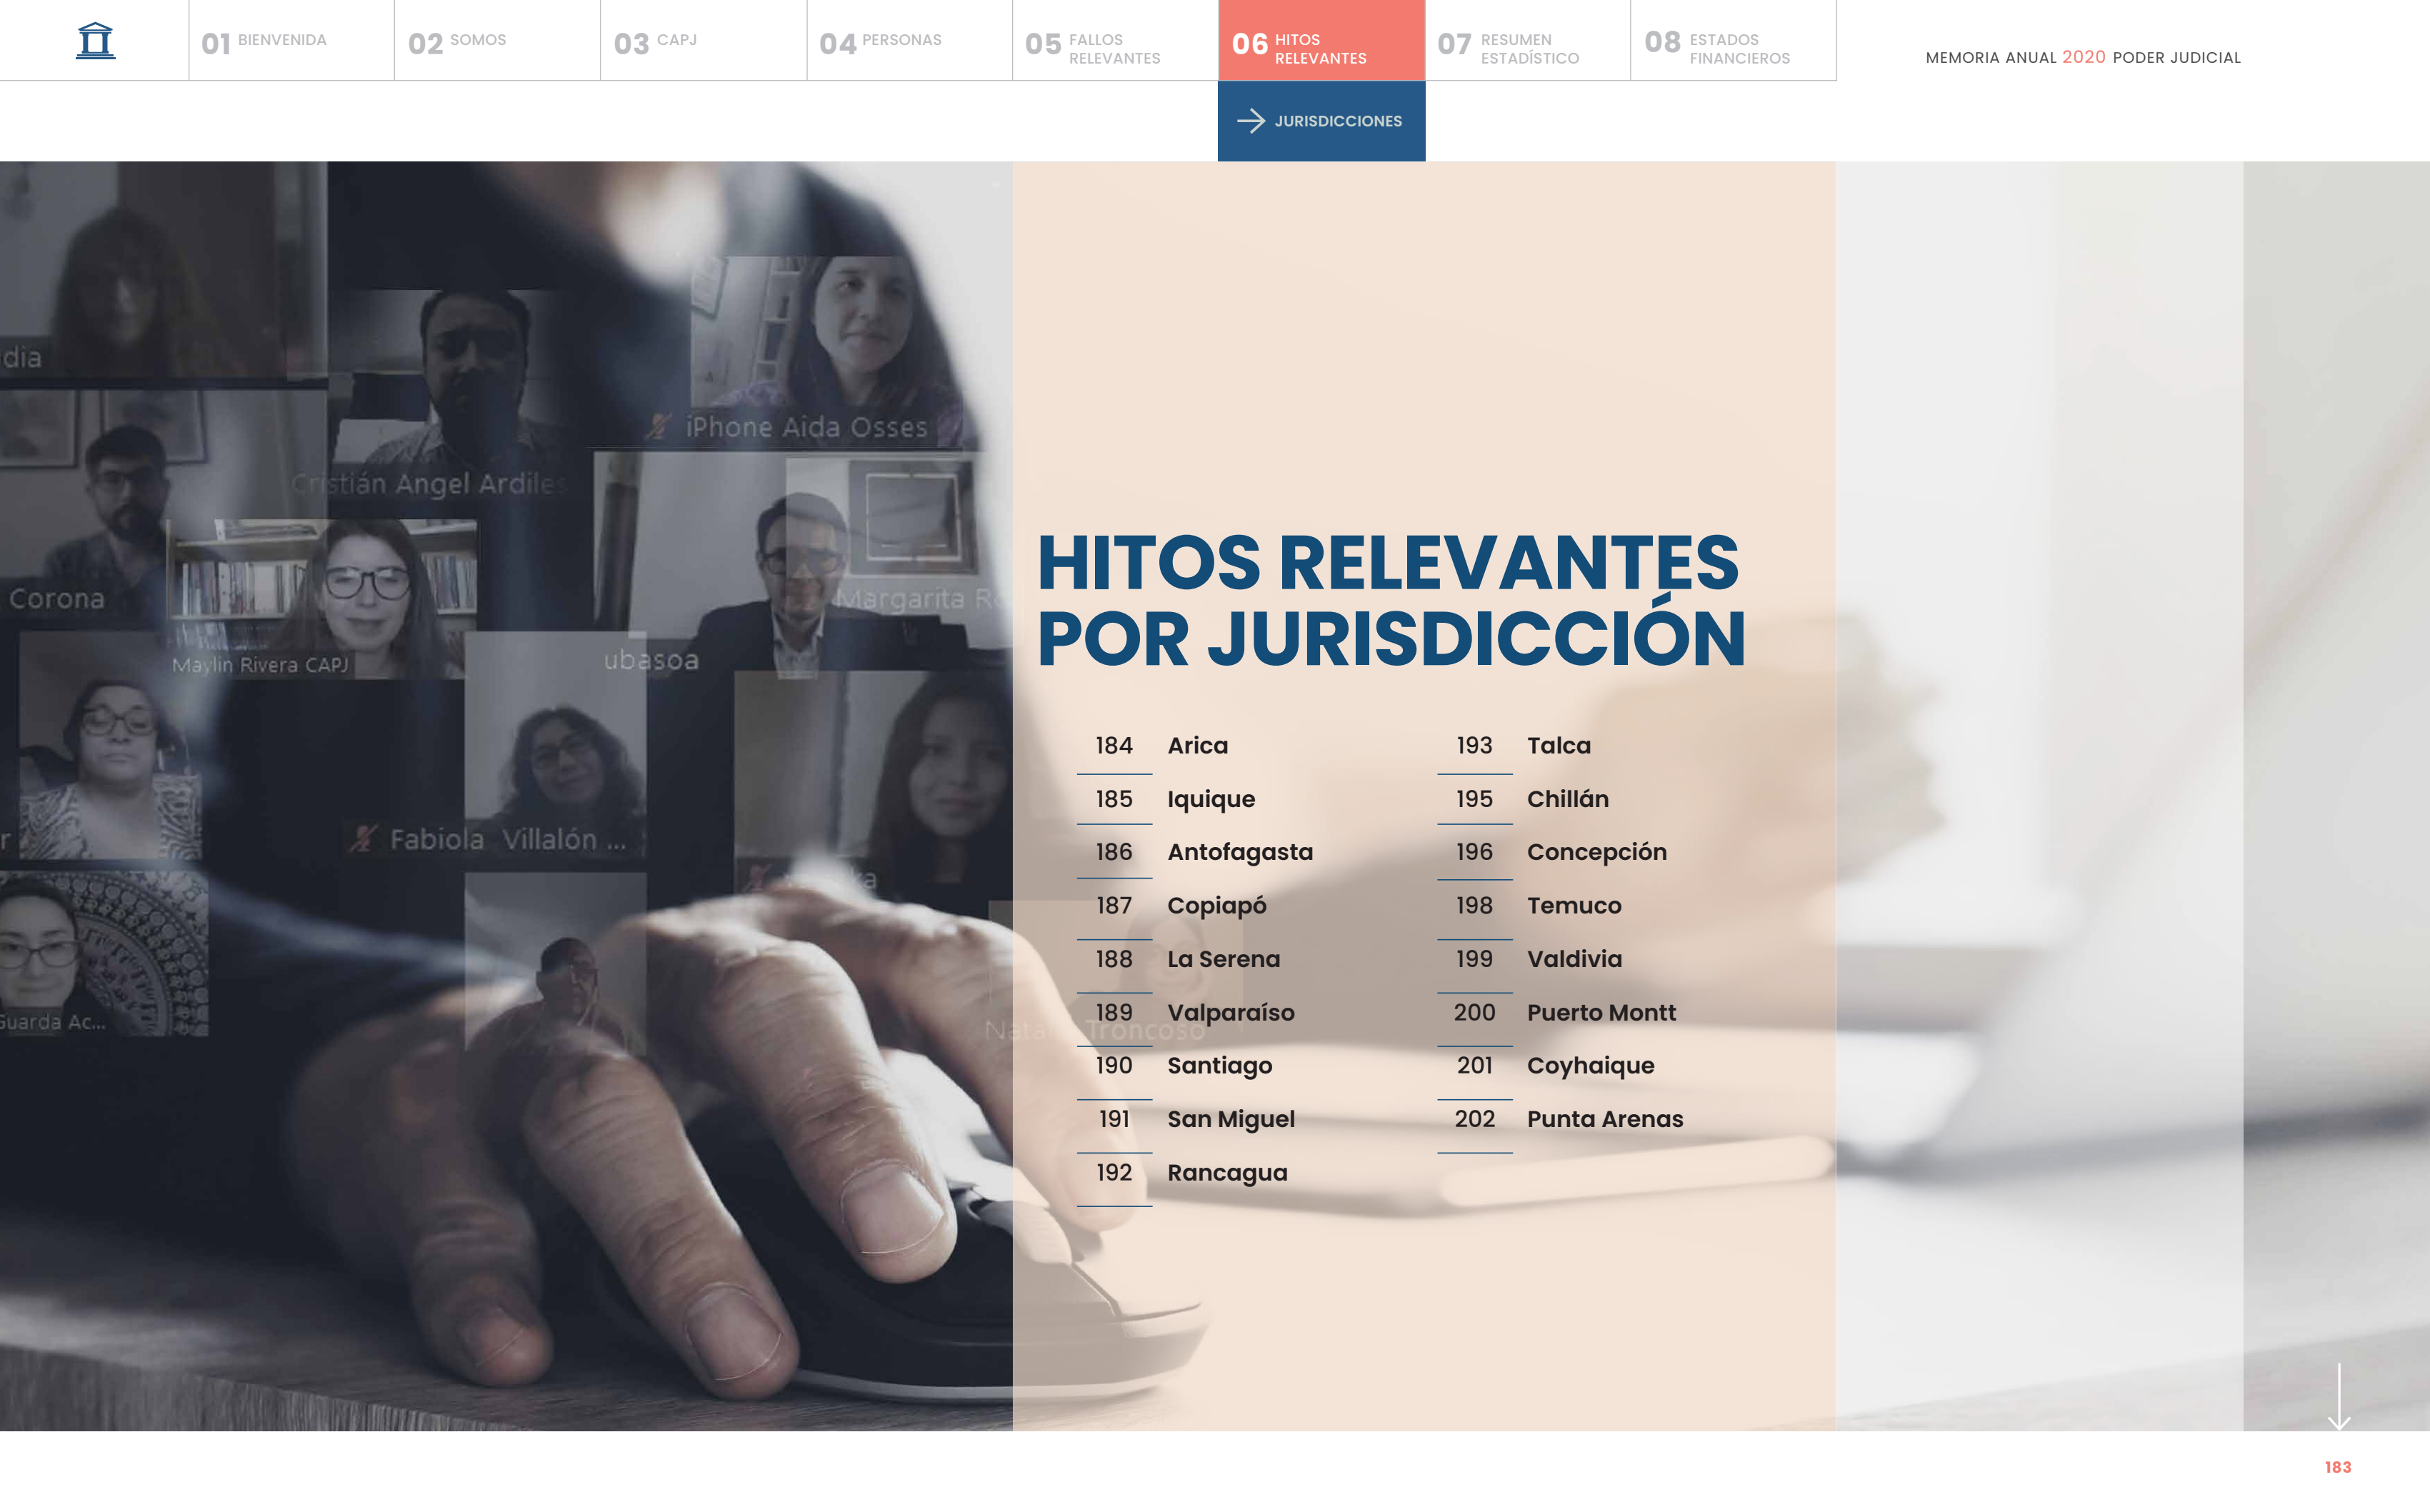 01 BIENVENIDA
02 SOMOS
03 CAPJ
04 PERSONAS
05 FALLOS
RELEVANTES
06 HITOS
RELEVANTES
07 RESUMEN
ESTADÍSTICO
08 ESTADOS
FINANCIEROS
MEMORIA ANUAL 2020 PODER JUDICIAL
JURISDICCIONES
dia
iPhone Aida Osses
Cristián Angel Ardiles
Corona
Margarita
Maylin Rivera CAPJ
ubasoa
r
Fabiola Villalón ...
Guarda Ac...
Troncoso
HITOS RELEVANTES
POR JURISDICCIÓN
184 Arica
185 Iquique
186 Antofagasta
187 Copiapó
188 La Serena
189 Valparaíso
190 Santiago
191 San Miguel
192 Rancagua
193 Talca
195 Chillán
196 Concepción
198 Temuco
199 Valdivia
200 Puerto Montt
201 Coyhaique
202 Punta Arenas
183